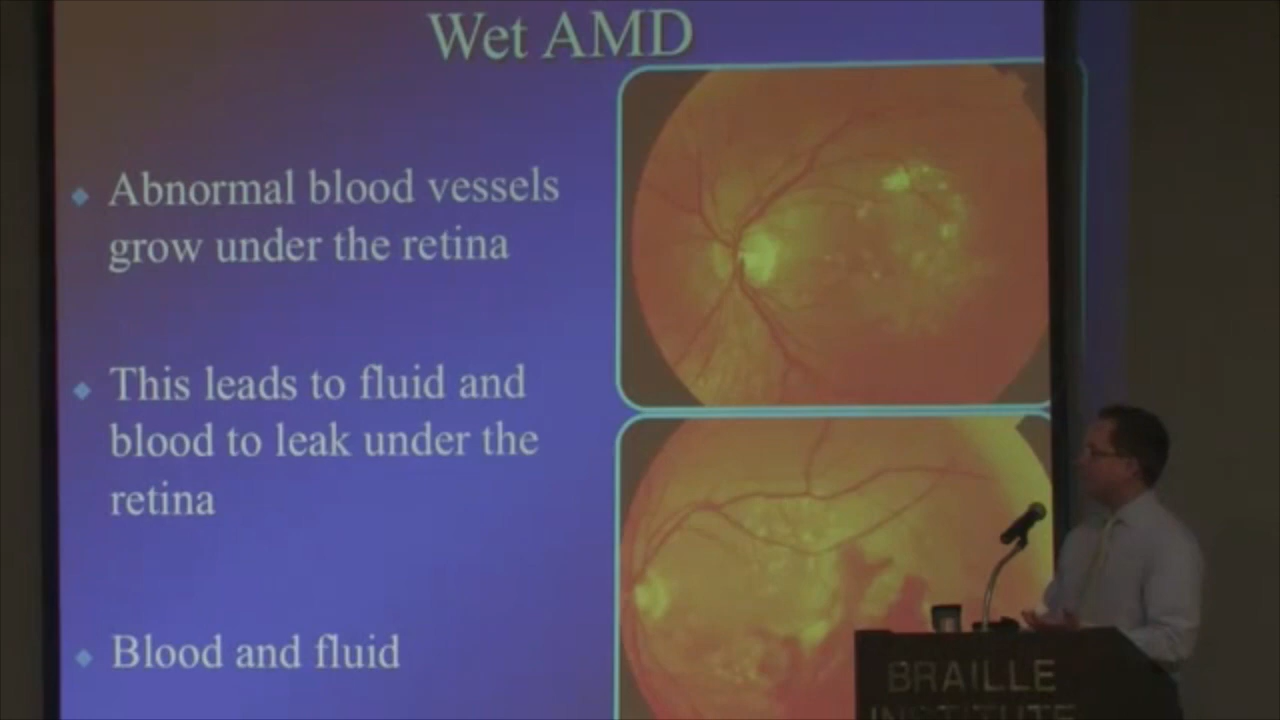 Wet AMD
Abnormal blood vessels
grow under the retina
This leads to fluid and
blood to leak under the
retina
Blood and fluid
BRAILLE
INSTITUTE